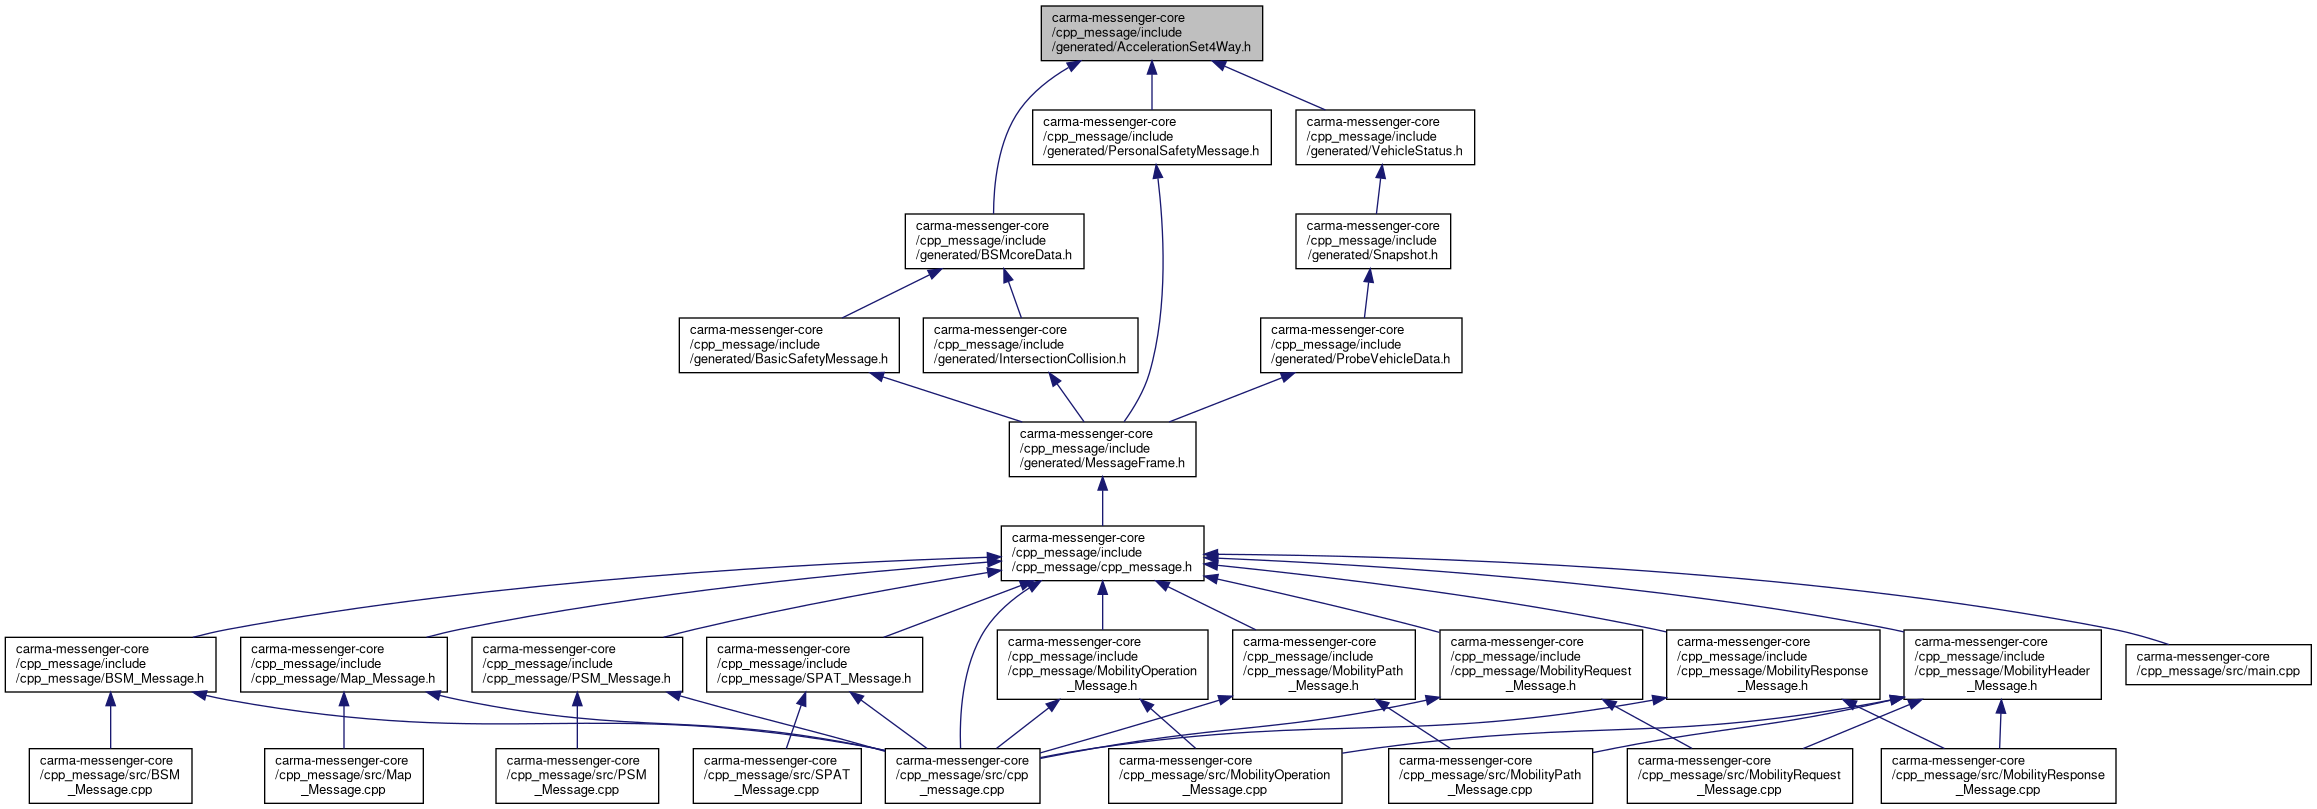 carma-messenger-core
/cpp_message/include
/generated/AccelerationSet4Way.h
carma-messenger-core
/cpp_message/include
/generated/PersonalSafetyMessage.h
carma-messenger-core
/cpp_message/include
/generated/VehicleStatus.h
carma-messenger-core
/cpp_message/include
/generated/BSMcoreData.h
carma-messenger-core
/cpp_message/include
/generated/Snapshot.h
carma-messenger-core
/cpp_message/include
/generated/BasicSafetyMessage.h
carma-messenger-core
/cpp_message/include
/generated/IntersectionCollision.h
carma-messenger-core
/cpp_message/include
/generated/ProbeVehicleData.h
carma-messenger-core
/cpp_message/include
/generated/MessageFrame.h
carma-messenger-core
/cpp_message/include
/cpp_message/cpp_message.h
carma-messenger-core
/cpp_message/include
/cpp_message/BSM_Message.h
carma-messenger-core
/cpp_message/include
/cpp_message/Map_Message.h
carma-messenger-core
/cpp_message/include
/cpp_message/PSM_Message.h
carma-messenger-core
/cpp_message/include
/cpp_message/SPAT_Message.h
carma-messenger-core
/cpp_message/include
/cpp_message/MobilityOperation
_Message.h
carma-messenger-core
/cpp_message/include
/cpp_message/MobilityPath
_Message.h
carma-messenger-core
/cpp_message/include
/cpp_message/MobilityRequest
_Message.h
carma-messenger-core
/cpp_message/include
/cpp_message/MobilityResponse
_Message.h
carma-messenger-core
/cpp_message/include
/cpp_message/MobilityHeader
_Message.h
carma-messenger-core
/cpp_message/src/main.cpp
carma-messenger-core
/cpp_message/src/BSM
_Message.cpp
carma-messenger-core
/cpp_message/src/Map
_Message.cpp
carma-messenger-core
/cpp_message/src/PSM
_Message.cpp
carma-messenger-core
/cpp_message/src/SPAT
_Message.cpp
carma-messenger-core
/cpp_message/src/cpp
_message.cpp
carma-messenger-core
/cpp_message/src/MobilityOperation
_Message.cpp
carma-messenger-core
/cpp_message/src/MobilityPath
_Message.cpp
carma-messenger-core
/cpp_message/src/MobilityRequest
_Message.cpp
carma-messenger-core
/cpp_message/src/MobilityResponse
_Message.cpp